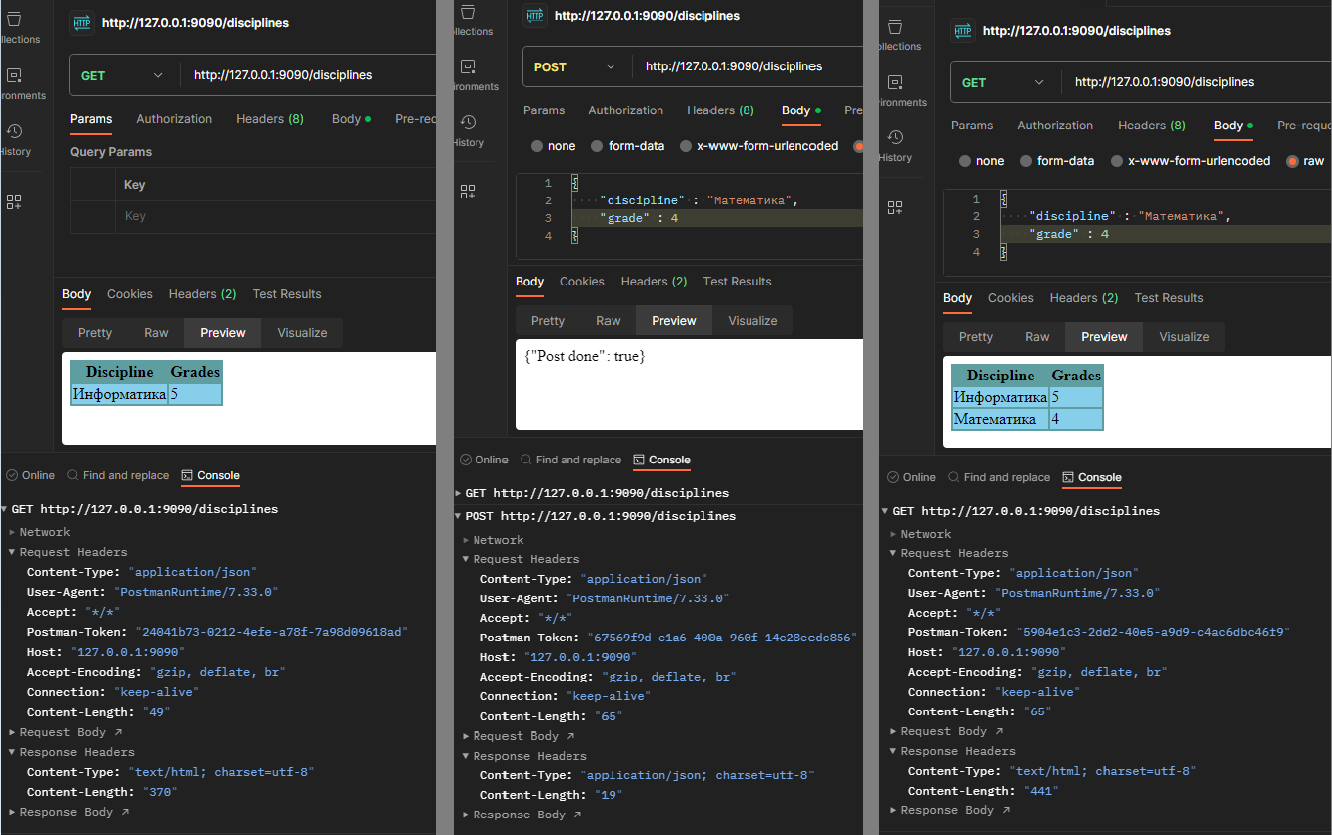 llections
ronments
History
HTTP http://127.0.0.1:9090/disciplines
GET http://127.0.0.1:9090/disciplines
Params Authorization Headers (8) Body Pre-rec
Query Params
Key
Key
Body Cookies Headers (2) Test Results
Pretty Raw Preview Visualize
Discipline Grades
Информатика 5
Online Find and replace Console
GET http://127.0.0.1:9090/disciplines
Network
Request Headers
Content-Type: "application/json"
User-Agent: "PostmanRuntime/7.33.0"
Accept: "*/*"
Postman-Token: "24041b73-0212-4efe-a78f-7a98d09618ad"
Host: "127.0.0.1:9090"
Accept-Encoding: "gzip, deflate, br"
Connection: "keep-alive"
Content-Length: "49"
Request Body
Response Headers
Content-Type: "text/html; charset=utf-8"
Content-Length: "370"
Response Body
llections
ironments
History
HTTP http://127.0.0.1:9090/disciplines
POST http://127.0.0.1:9090/disciplines
Params Authorization Headers (8) Body Pre
none form-data x-www-form-urlencoded
1 {
2 "discipline" : "Математика",
3 "grade" : 4
4 }
Body Cookies Headers (2) Test Results
Pretty Raw Preview Visualize
{"Post done": true}
Online Find and replace Console
GET http://127.0.0.1:9090/disciplines
POST http://127.0.0.1:9090/disciplines
Network
Request Headers
Content-Type: "application/json"
User-Agent: "PostmanRuntime/7.33.0"
Accept: "*/*"
Postman-Token:
Host: "127.0.0.1:9090"
Accept-Encoding: "gzip, deflate, br"
Connection: "keep-alive"
Content-Length: "65"
Request Body
Response Headers
Content-Type: "application/json; charset=utf-8"
Content-Length: "19"
Response Body
ollections
vironments
History
HTTP http://127.0.0.1:9090/disciplines
GET http://127.0.0.1:9090/disciplines
Params Authorization Headers (8) Body Pre-reque
none form-data x-www-form-urlencoded raw
1 {
2 "discipline" : "Математика",
3 "grade" : 4
4 }
Body Cookies Headers (2) Test Results
Pretty Raw Preview Visualize
Discipline Grades
Информатика 5
Математика 4
Online Find and replace Console
GET http://127.0.0.1:9090/disciplines
Network
Request Headers
Content-Type: "application/json"
User-Agent: "PostmanRuntime/7.33.0"
Accept: "*/*"
Postman-Token: "5904e1c3-2dd2-40e5-a9d9-c4ac6dbc46f9"
Host: "127.0.0.1:9090"
Accept-Encoding: "gzip, deflate, br"
Connection: "keep-alive"
Content-Length: "65"
Request Body
Response Headers
Content-Type: "text/html; charset=utf-8"
Content-Length: "441"
Response Body